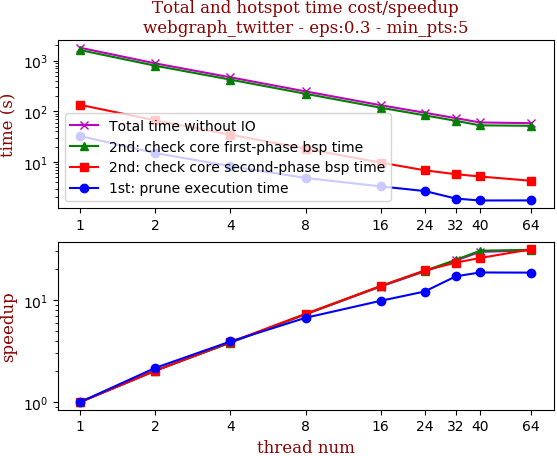 Total and hotspot time cost/speedup
webgraph_twitter - eps:0.3 - min_pts:5
time (s)
10³
10²
10¹
Total time without IO
2nd: check core first-phase bsp time
2nd: check core second-phase bsp time
1st: prune execution time
1 2 4 8 16 24 32 40 64
speedup
10¹
10⁰
1 2 4 8 16 24 32 40 64
thread num